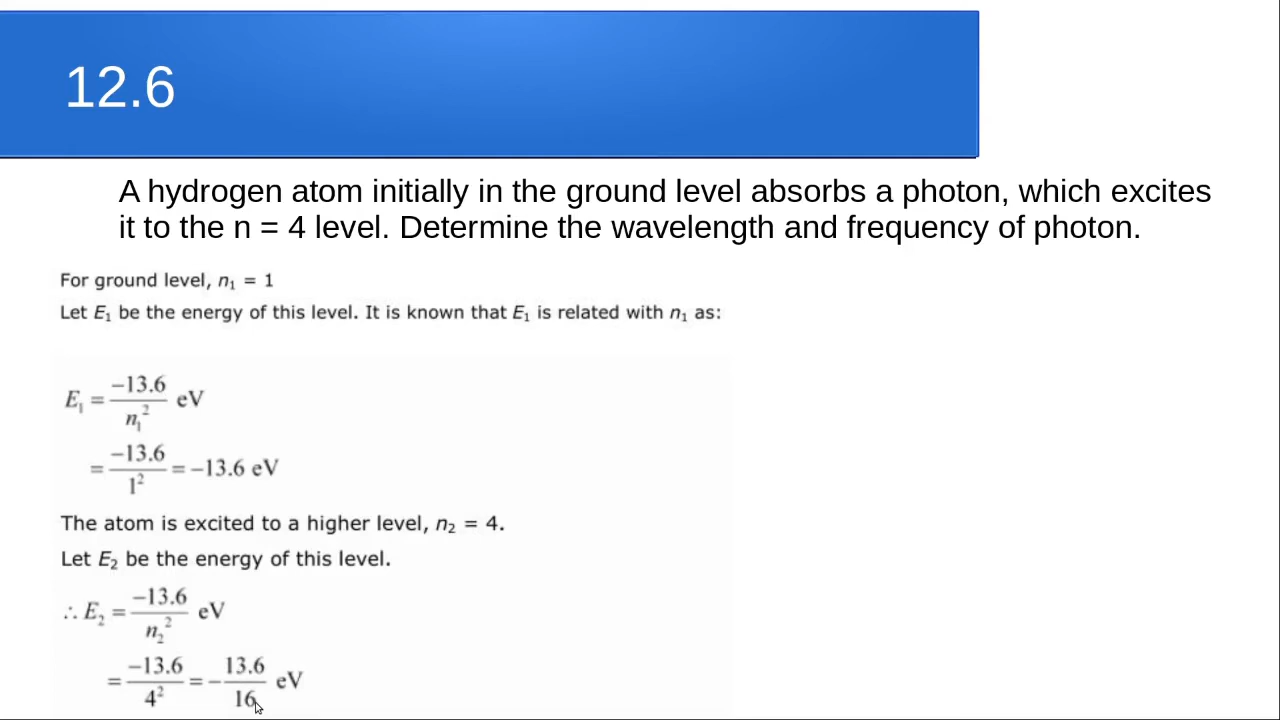 12.6
A hydrogen atom initially in the ground level absorbs a photon, which excites
it to the n = 4 level. Determine the wavelength and frequency of photon.
For ground level, n₁ = 1
Let E₁ be the energy of this level. It is known that E₁ is related with n₁ as:
E₁ = −13.6/n₁² eV
= −13.6/1² = −13.6 eV
The atom is excited to a higher level, n₂ = 4.
Let E₂ be the energy of this level.
∴ E₂ = −13.6/n₂² eV
= −13.6/4² = −13.6/16 eV